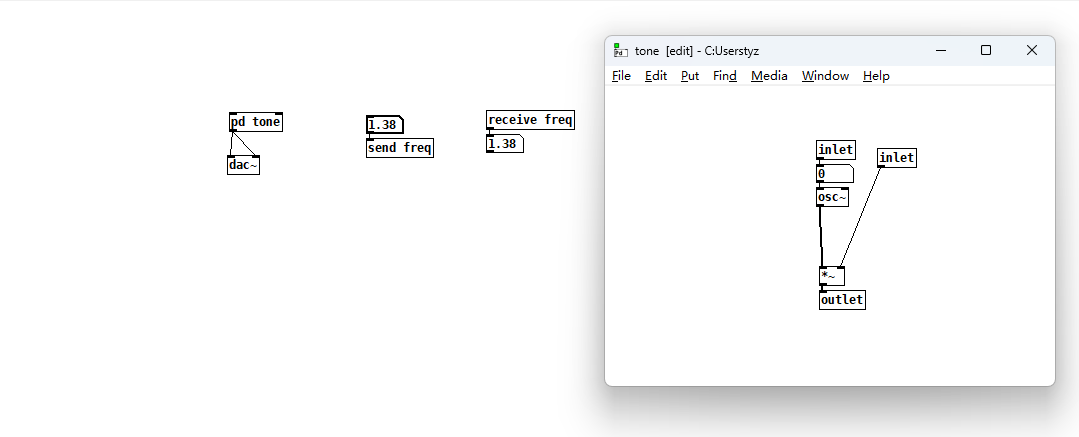 pd tone
dac~
1.38
send freq
receive freq
1.38
tone [edit] - C:Userstyz
File Edit Put Find Media Window Help
inlet
inlet
0
osc~
*~
outlet